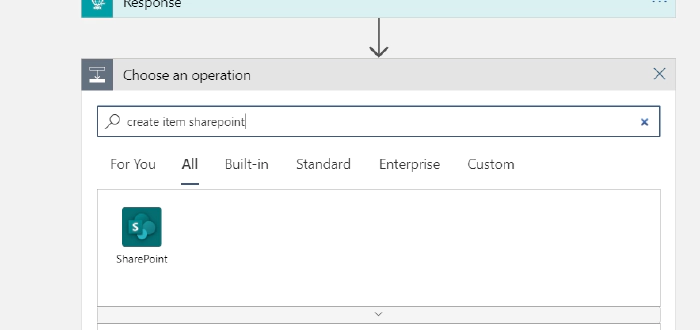 Response
Choose an operation
create item sharepoint
For You All Built-in Standard Enterprise Custom
S
SharePoint